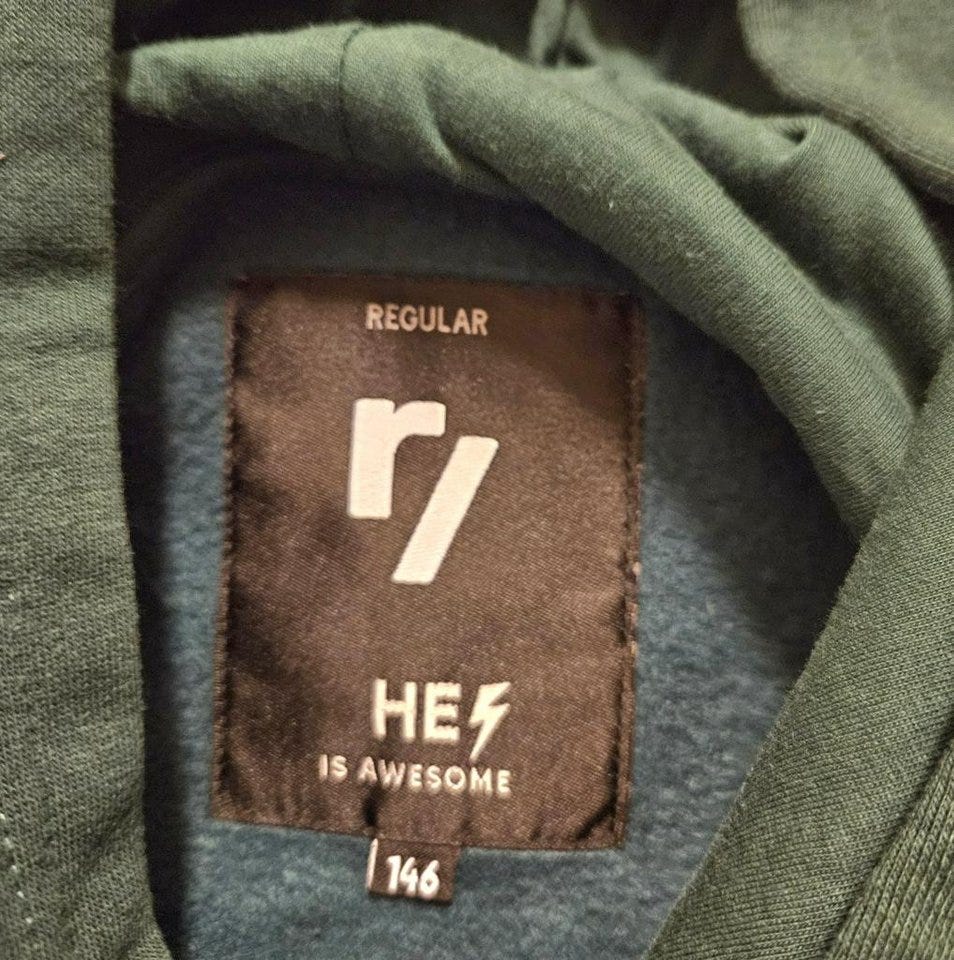 REGULAR
r/
HE⚡
IS AWESOME
146